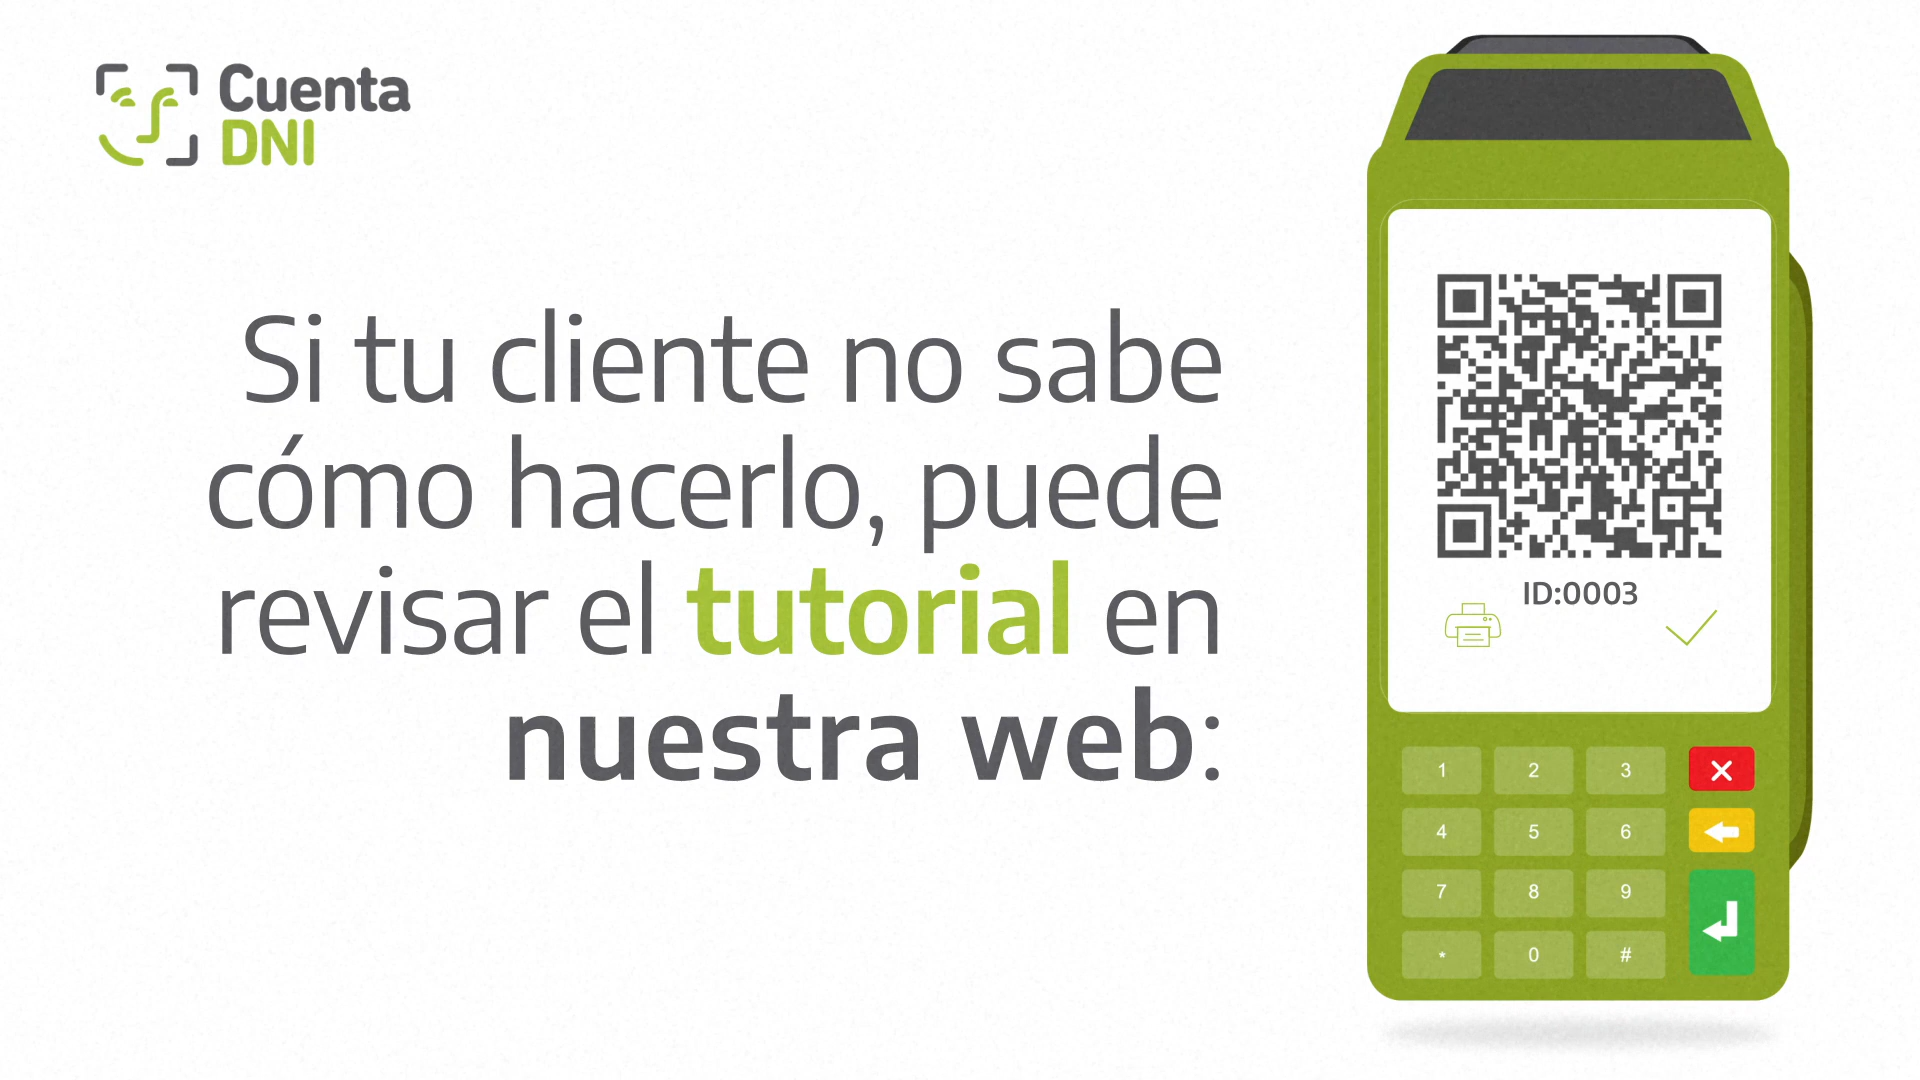 Cuenta
DNI
Si tu cliente no sabe
cómo hacerlo, puede
revisar el tutorial en
nuestra web:
ID:0003
1 2 3
4 5 6
7 8 9
* 0 #